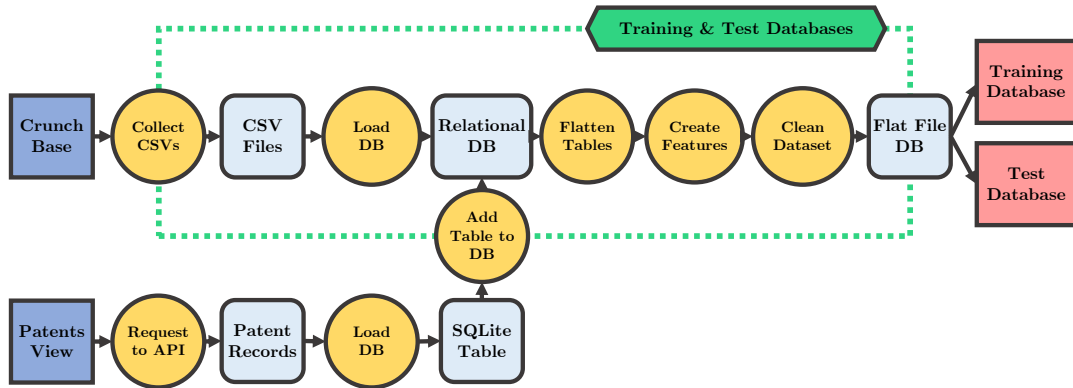 Training & Test Databases
Training
Database
Crunch
Base
Collect
CSVs
CSV
Files
Load
DB
Relational
DB
Flatten
Tables
Create
Features
Clean
Dataset
Flat File
DB
Test
Database
Add
Table to
DB
Patents
View
Request
to API
Patent
Records
Load
DB
SQLite
Table